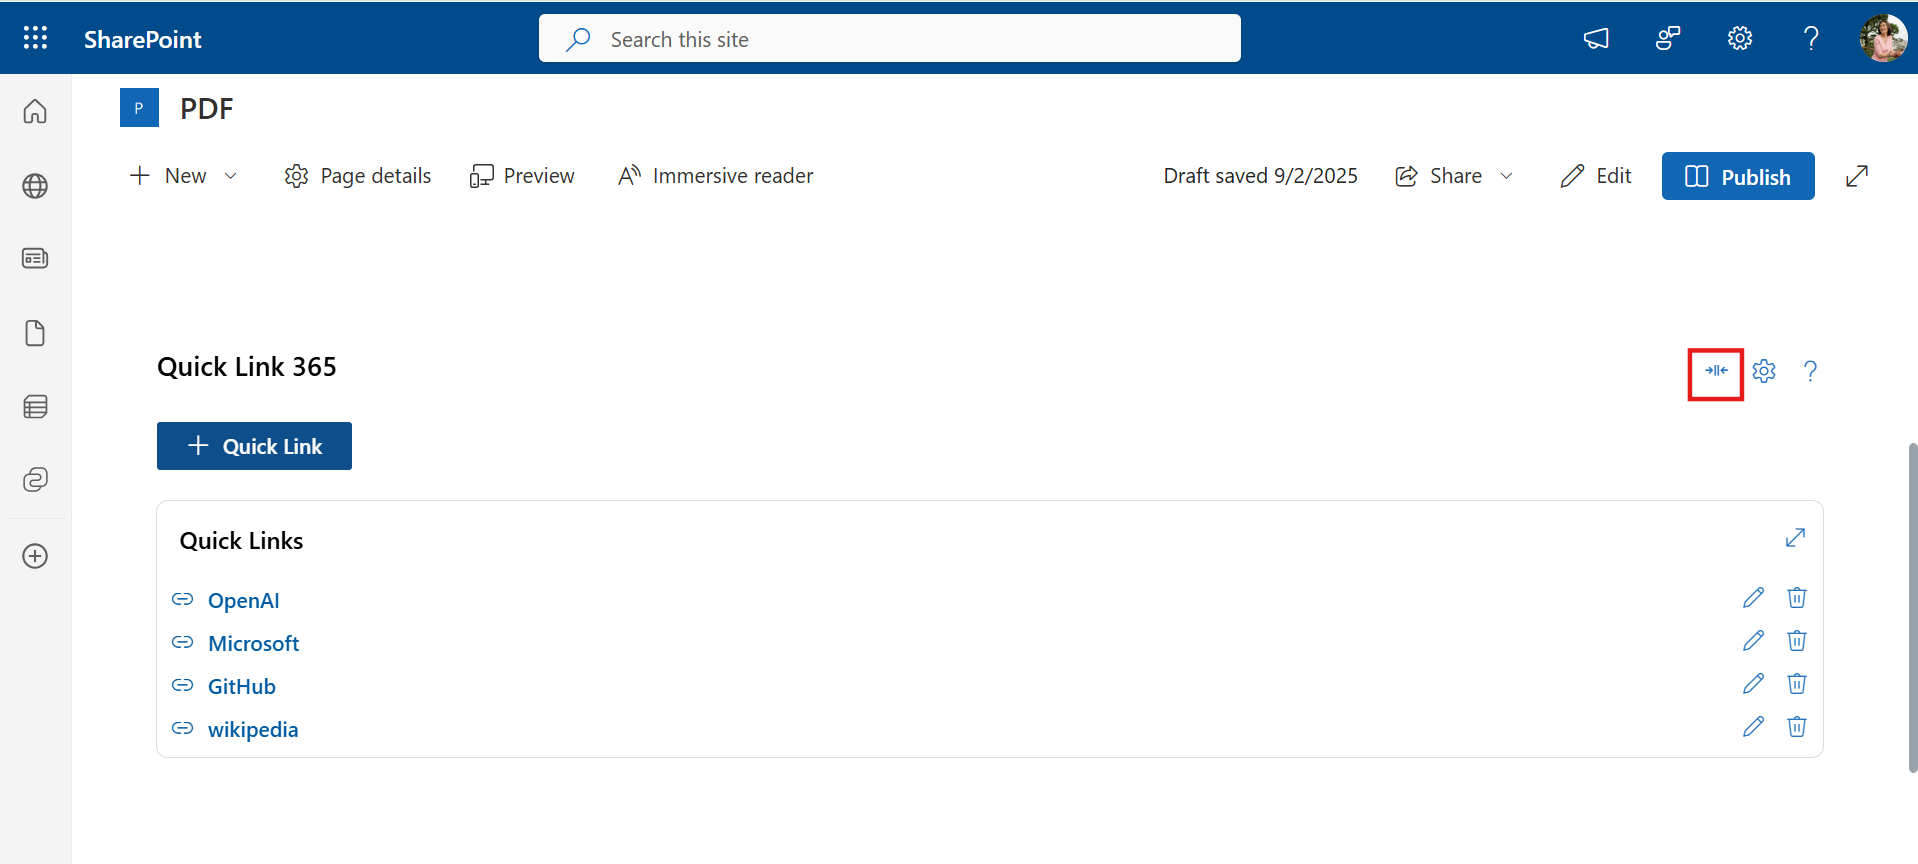 SharePoint
Search this site
P
PDF
New
Page details
Preview
Immersive reader
Draft saved 9/2/2025
Share
Edit
Publish
Quick Link 365
Quick Link
Quick Links
OpenAI
Microsoft
GitHub
wikipedia